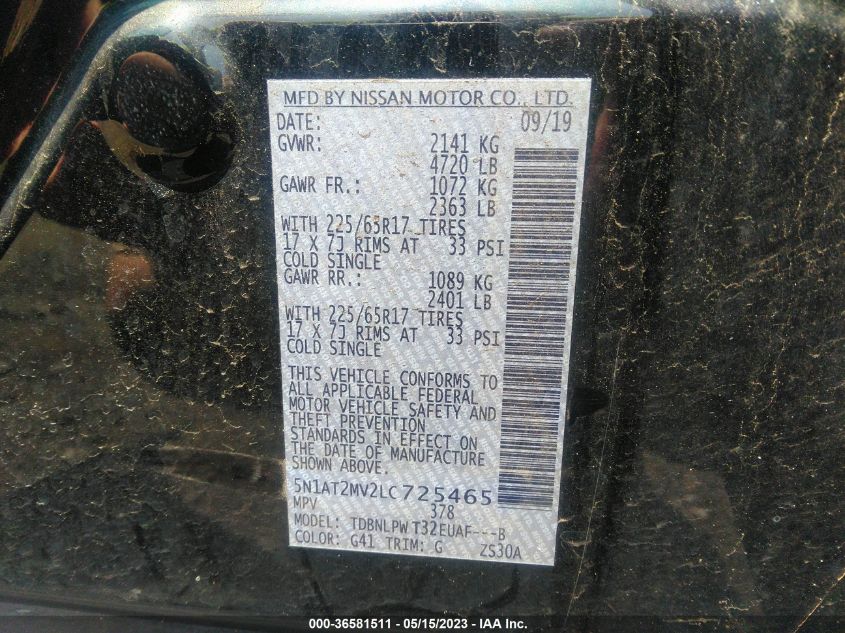 MFD BY NISSAN MOTOR CO., LTD.
DATE: 09/19
GVWR: 2141 KG
4720 LB
GAWR FR.: 1072 KG
2363 LB
WITH 225/65R17 TIRES
17 X 7J RIMS AT 33 PSI
COLD SINGLE
GAWR RR.: 1089 KG
2401 LB
WITH 225/65R17 TIRES
17 X 7J RIMS AT 33 PSI
COLD SINGLE
THIS VEHICLE CONFORMS TO
ALL APPLICABLE FEDERAL
MOTOR VEHICLE SAFETY AND
THEFT PREVENTION
STANDARDS IN EFFECT ON
THE DATE OF MANUFACTURE
SHOWN ABOVE.
5N1AT2MV2LC725465
MPV 378
MODEL: TDBNLPW T32EUAF---B
COLOR: G41 TRIM: G ZS30A
000-36581511 - 05/15/2023 - IAA Inc.